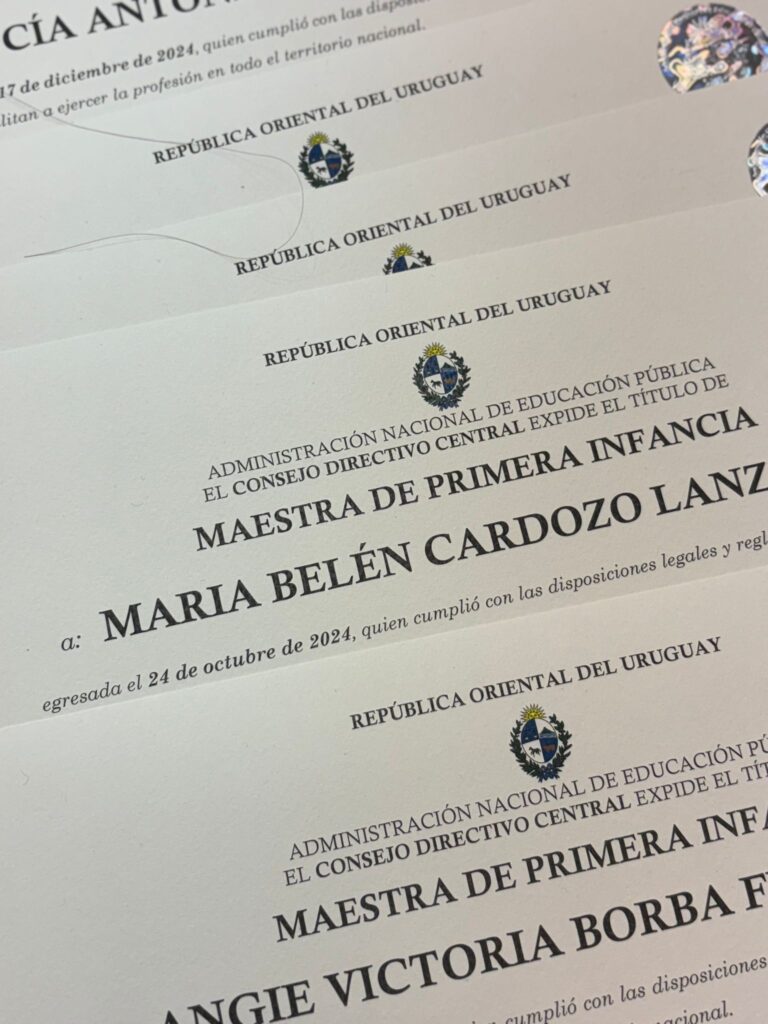 CÍA ANTON
17 de diciembre de 2024, quien cumplió con las dispos
litan a ejercer la profesión en todo el territorio nacional.
REPÚBLICA ORIENTAL DEL URUGUAY
REPÚBLICA ORIENTAL DEL URUGUAY
REPÚBLICA ORIENTAL DEL URUGUAY
ADMINISTRACIÓN NACIONAL DE EDUCACIÓN PÚBLICA
EL CONSEJO DIRECTIVO CENTRAL EXPIDE EL TÍTULO DE
MAESTRA DE PRIMERA INFANCIA
a: MARIA BELÉN CARDOZO LANZ
egresada el 24 de octubre de 2024, quien cumplió con las disposiciones legales y regl
REPÚBLICA ORIENTAL DEL URUGUAY
ADMINISTRACIÓN NACIONAL DE EDUCACIÓN PÚ
EL CONSEJO DIRECTIVO CENTRAL EXPIDE EL TÍT
MAESTRA DE PRIMERA INFA
ANGIE VICTORIA BORBA F
cumplió con las disposiciones
nacional.